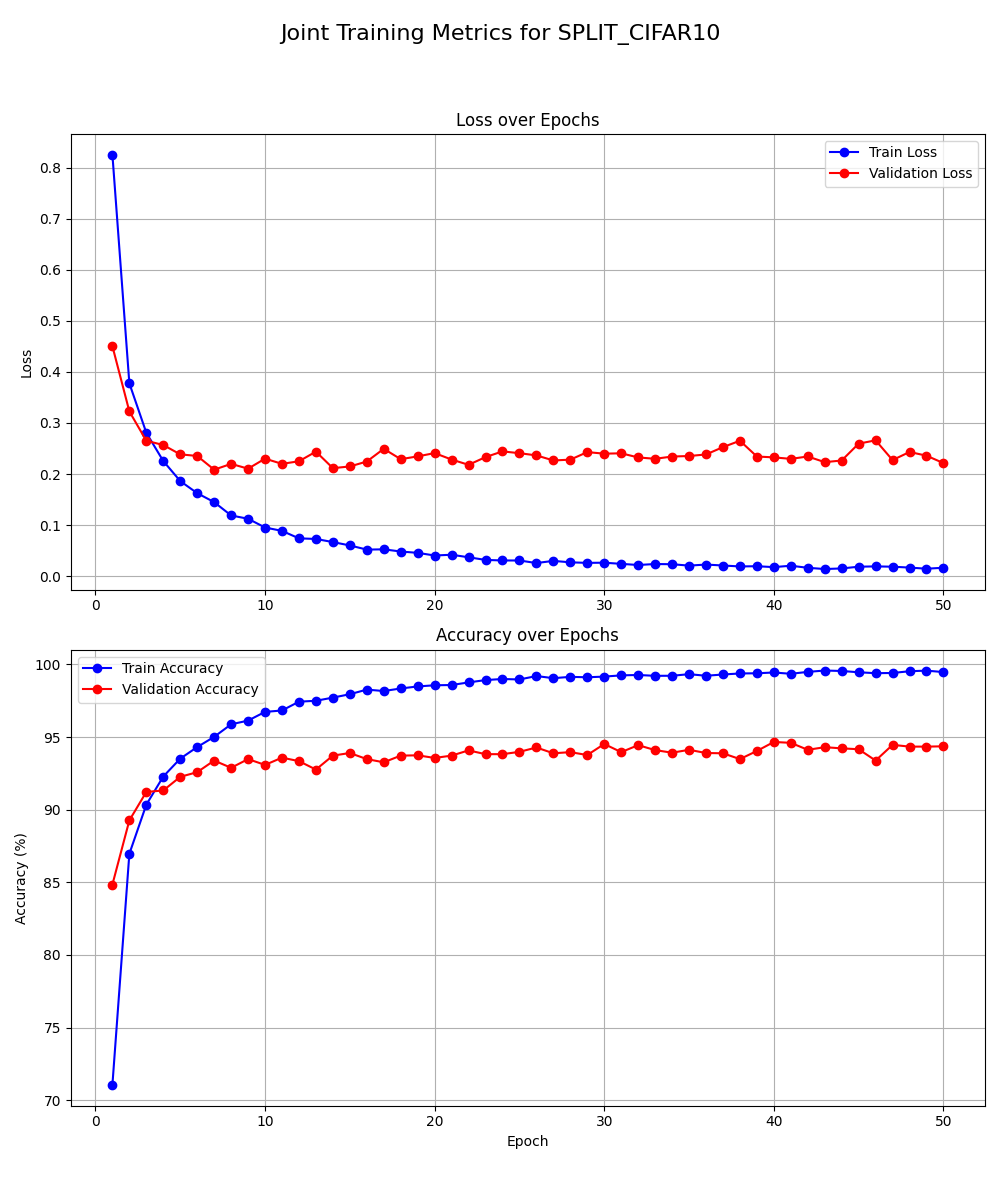 Joint Training Metrics for SPLIT_CIFAR10
Loss over Epochs
Train Loss
Validation Loss
Loss
0.8
0.7
0.6
0.5
0.4
0.3
0.2
0.1
0.0
0 10 20 30 40 50
Accuracy over Epochs
Train Accuracy
Validation Accuracy
Accuracy (%)
100
95
90
85
80
75
70
0 10 20 30 40 50
Epoch